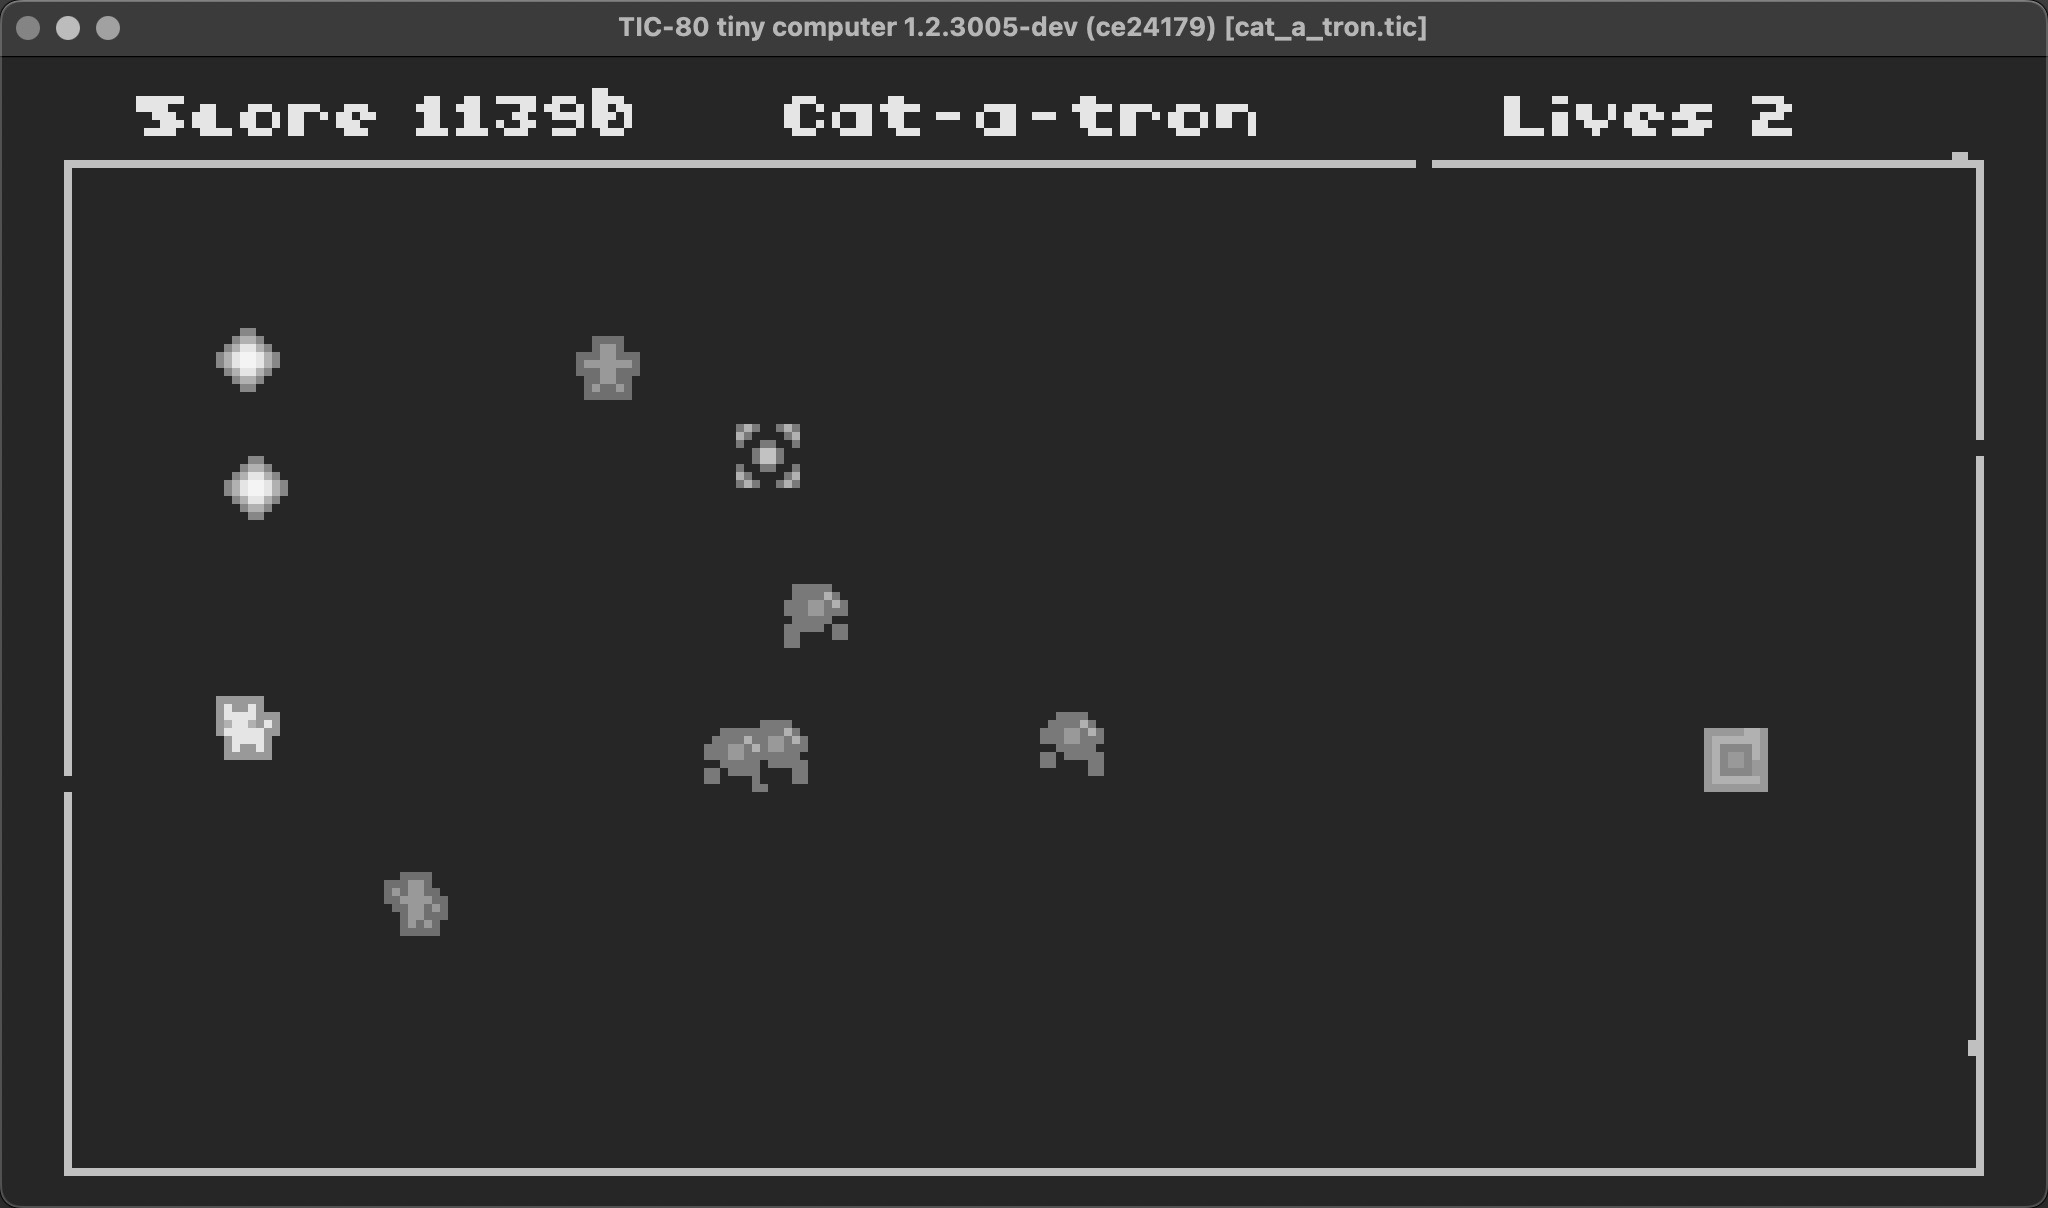 Score 11390
Cat-a-tron
Lives 2
TIC-80 tiny computer 1.2.3005-dev (ce24179) [cat_a_tron.tic]